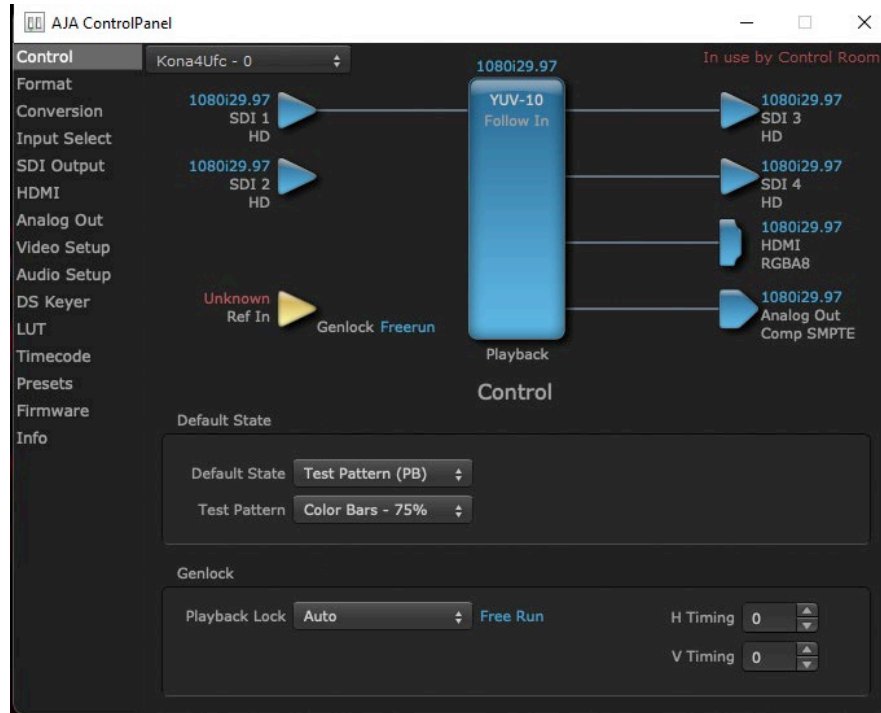 AJA ControlPanel
Control
Format
Conversion
Input Select
SDI Output
HDMI
Analog Out
Video Setup
Audio Setup
DS Keyer
LUT
Timecode
Presets
Firmware
Info
Kona4Ufc - 0
In use by Control Room
1080i29.97
SDI 1
HD
1080i29.97
SDI 2
HD
Unknown
Ref In
Genlock Freerun
1080i29.97
YUV-10
Follow In
Playback
1080i29.97
SDI 3
HD
1080i29.97
SDI 4
HD
1080i29.97
HDMI
RGBA8
1080i29.97
Analog Out
Comp SMPTE
Control
Default State
Default State Test Pattern (PB)
Test Pattern Color Bars - 75%
Genlock
Playback Lock Auto Free Run
H Timing 0
V Timing 0